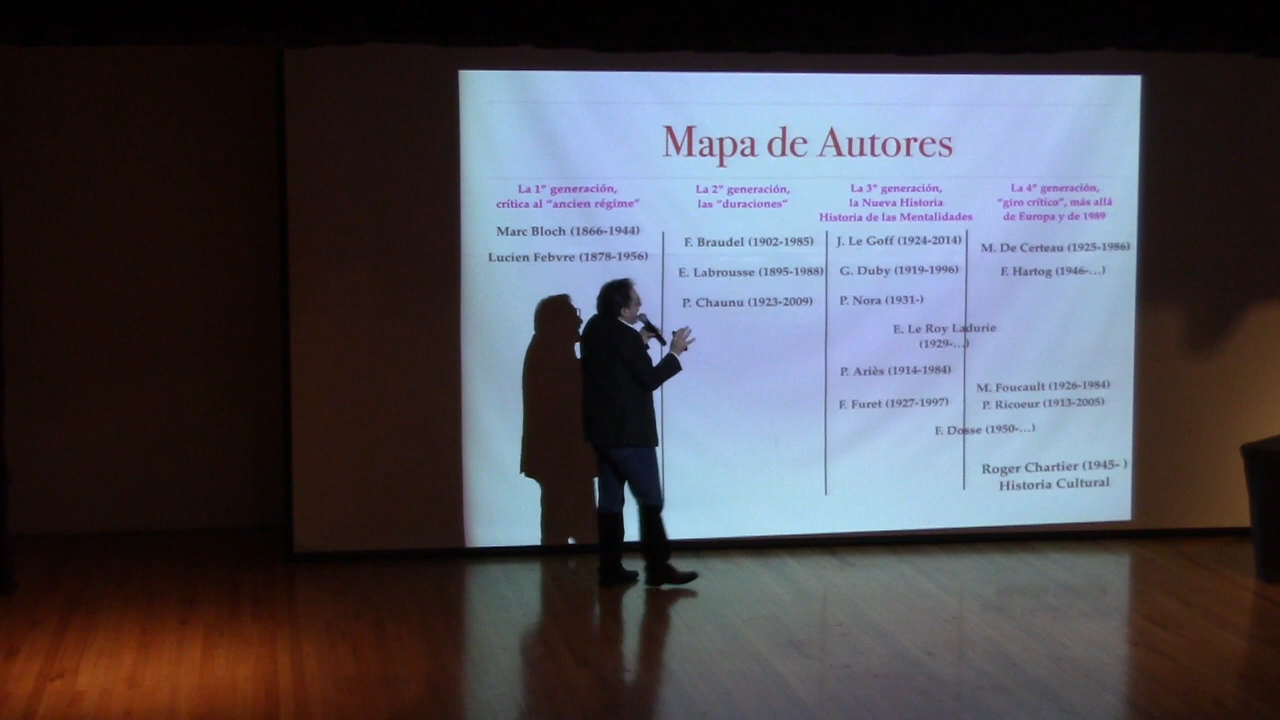 Mapa de Autores
La 1ª generación,
crítica al “ancien régime”
Marc Bloch (1866-1944)
Lucien Febvre (1878-1956)
La 2ª generación,
las “duraciones”
F. Braudel (1902-1985)
E. Labrousse (1895-1988)
P. Chaunu (1923-2009)
La 3ª generación,
la Nueva Historia
Historia de las Mentalidades
J. Le Goff (1924-2014)
G. Duby (1919-1996)
P. Nora (1931-)
E. Le Roy Ladurie
(1929-...)
P. Ariès (1914-1984)
F. Furet (1927-1997)
F. Dosse (1950-...)
La 4ª generación,
“giro crítico”, más allá
de Europa y de 1989
M. De Certeau (1925-1986)
F. Hartog (1946-...)
M. Foucault (1926-1984)
P. Ricoeur (1913-2005)
Roger Chartier (1945- )
Historia Cultural